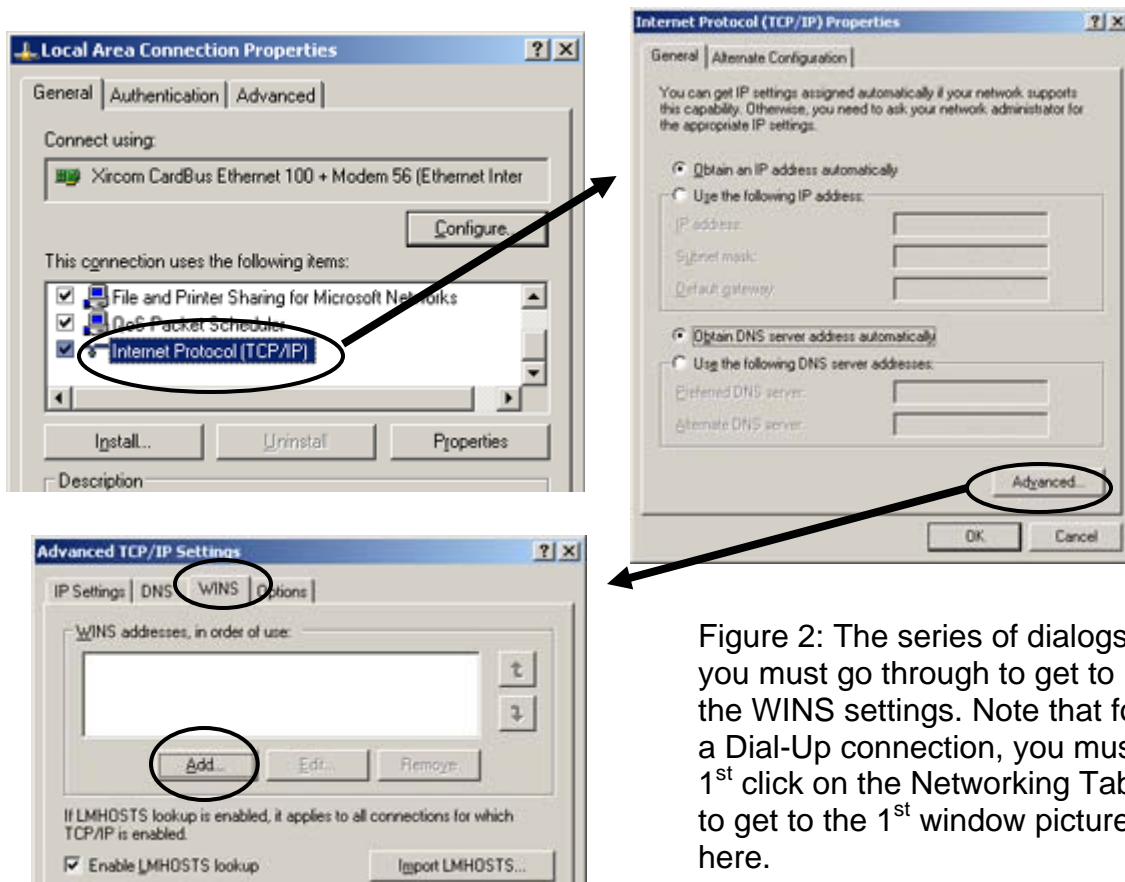 Local Area Connection Properties
General Authentication Advanced
Connect using:
Xircom CardBus Ethernet 100 + Modem 56 (Ethernet Inter
Configure...
This connection uses the following items:
File and Printer Sharing for Microsoft Networks
QoS Packet Scheduler
Internet Protocol (TCP/IP)
Install... Uninstall Properties
Description
Internet Protocol (TCP/IP) Properties
General Alternate Configuration
You can get IP settings assigned automatically if your network supports
this capability. Otherwise, you need to ask your network administrator for
the appropriate IP settings.
Obtain an IP address automatically
Use the following IP address:
IP address:
Subnet mask:
Default gateway:
Obtain DNS server address automatically
Use the following DNS server addresses:
Preferred DNS server:
Alternate DNS server:
Advanced...
OK Cancel
Advanced TCP/IP Settings
IP Settings DNS WINS Options
WINS addresses, in order of use:
Add... Edit... Remove
If LMHOSTS lookup is enabled, it applies to all connections for which
TCP/IP is enabled.
Enable LMHOSTS lookup Import LMHOSTS...
Figure 2: The series of dialogs
you must go through to get to
the WINS settings. Note that fo
a Dial-Up connection, you mus
1st click on the Networking Tab
to get to the 1st window picture
here.